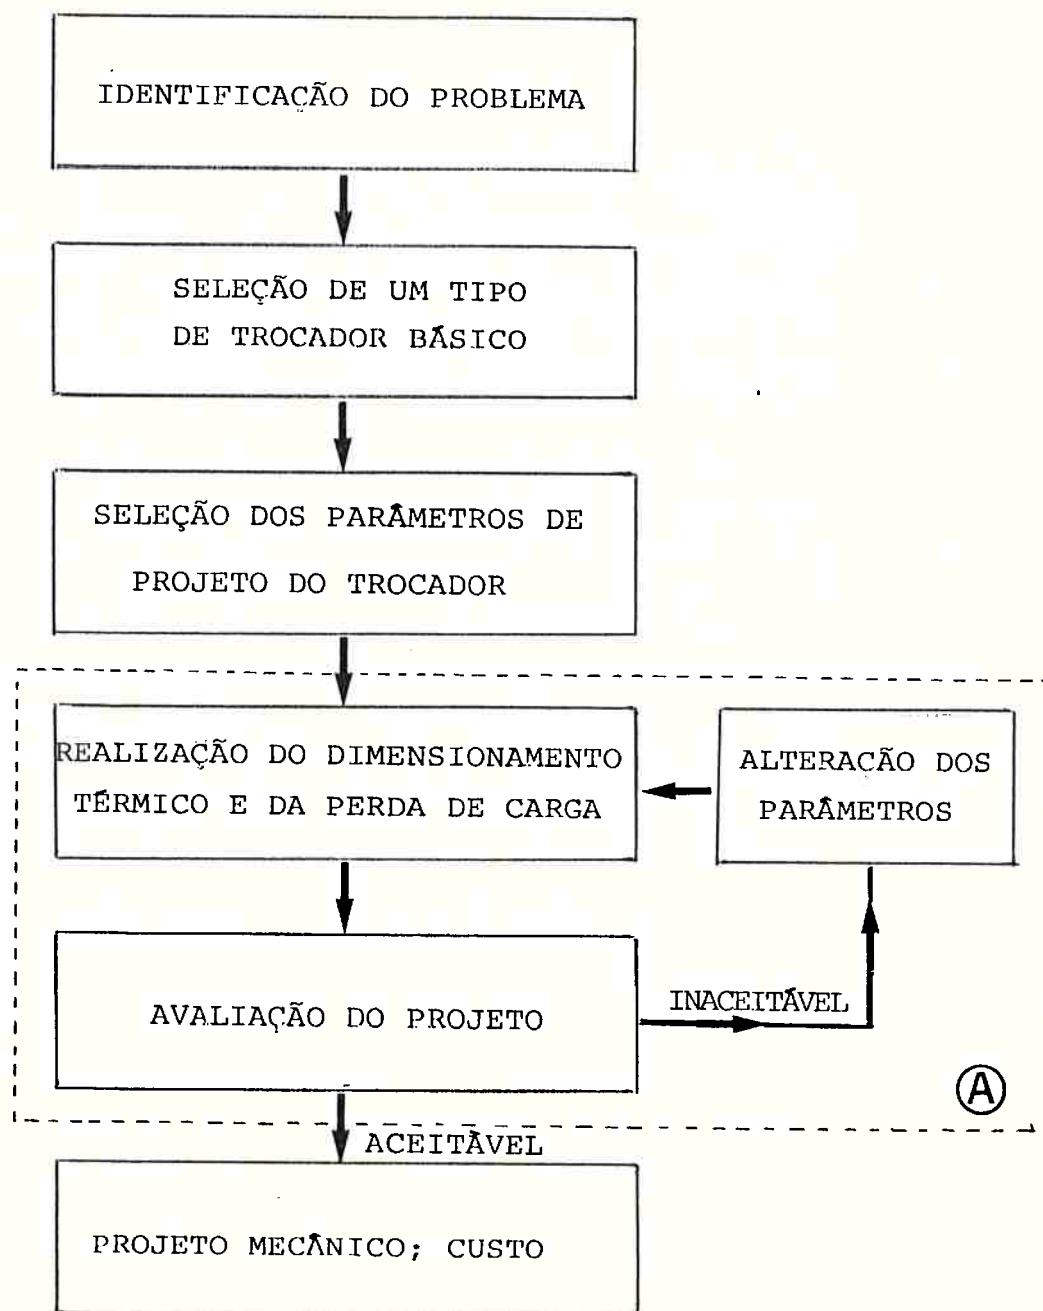 IDENTIFICAÇÃO DO PROBLEMA
SELEÇÃO DE UM TIPO
DE TROCADOR BÁSICO
SELEÇÃO DOS PARÂMETROS DE
PROJETO DO TROCADOR
REALIZAÇÃO DO DIMENSIONAMENTO
TÉRMICO E DA PERDA DE CARGA
ALTERAÇÃO DOS
PARÂMETROS
AVALIAÇÃO DO PROJETO
INACEITÁVEL
A
ACEITÁVEL
PROJETO MECÂNICO; CUSTO